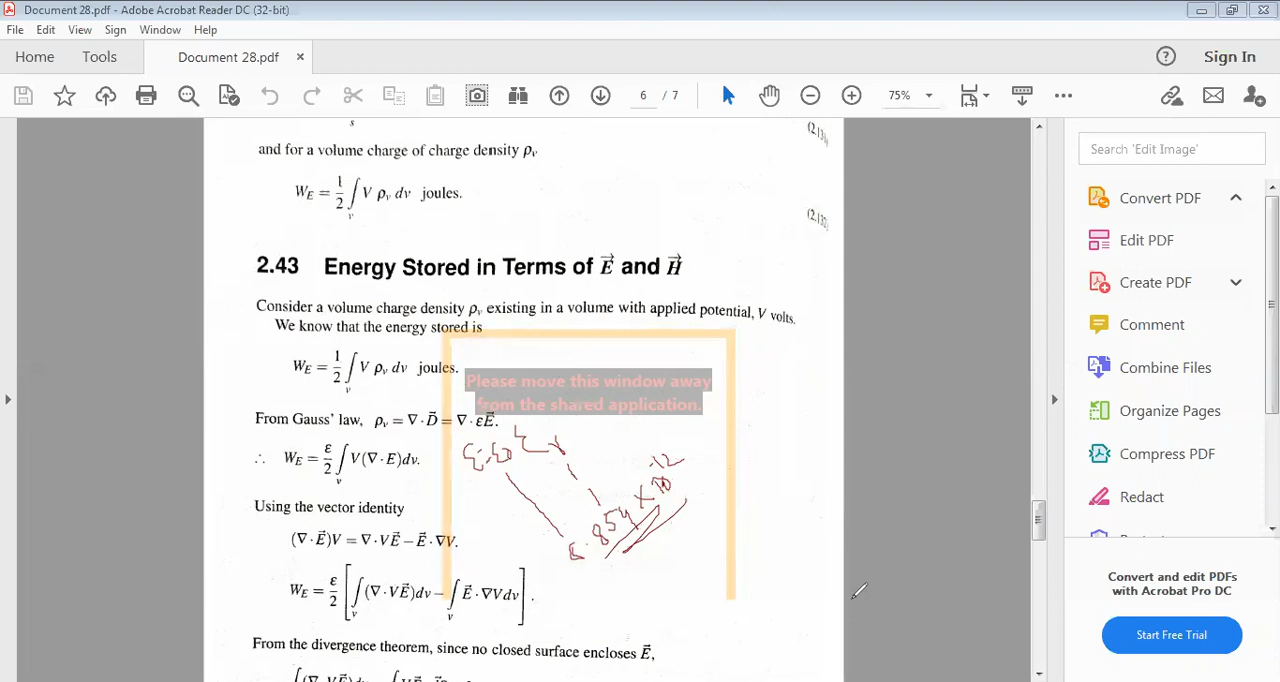 Document 28.pdf - Adobe Acrobat Reader DC (32-bit)
File Edit View Sign Window Help
Home Tools Document 28.pdf × Sign In
6 / 7 75%
s
and for a volume charge of charge density ρᵥ
W_E = 1/2 ∫ᵥ V ρᵥ dv joules.
2.43 Energy Stored in Terms of E⃗ and H⃗
Consider a volume charge density ρᵥ existing in a volume with applied potential, V volts.
We know that the energy stored is
W_E = 1/2 ∫ᵥ V ρᵥ dv joules.
Please move this window away
from the shared application.
From Gauss’ law, ρᵥ = ∇ · D⃗ = ∇ · εE⃗.
∴ W_E = ε/2 ∫ᵥ V(∇ · E)dv.
8.854 × 10⁻¹²
Using the vector identity
(∇ · E⃗)V = ∇ · VE⃗ – E⃗ · ∇V.
W_E = ε/2 [∫ᵥ (∇ · VE⃗)dv – ∫ᵥ E⃗ · ∇Vdv].
From the divergence theorem, since no closed surface encloses E⃗,
Search 'Edit Image'
Convert PDF
Edit PDF
Create PDF
Comment
Combine Files
Organize Pages
Compress PDF
Redact
Convert and edit PDFs
with Acrobat Pro DC
Start Free Trial